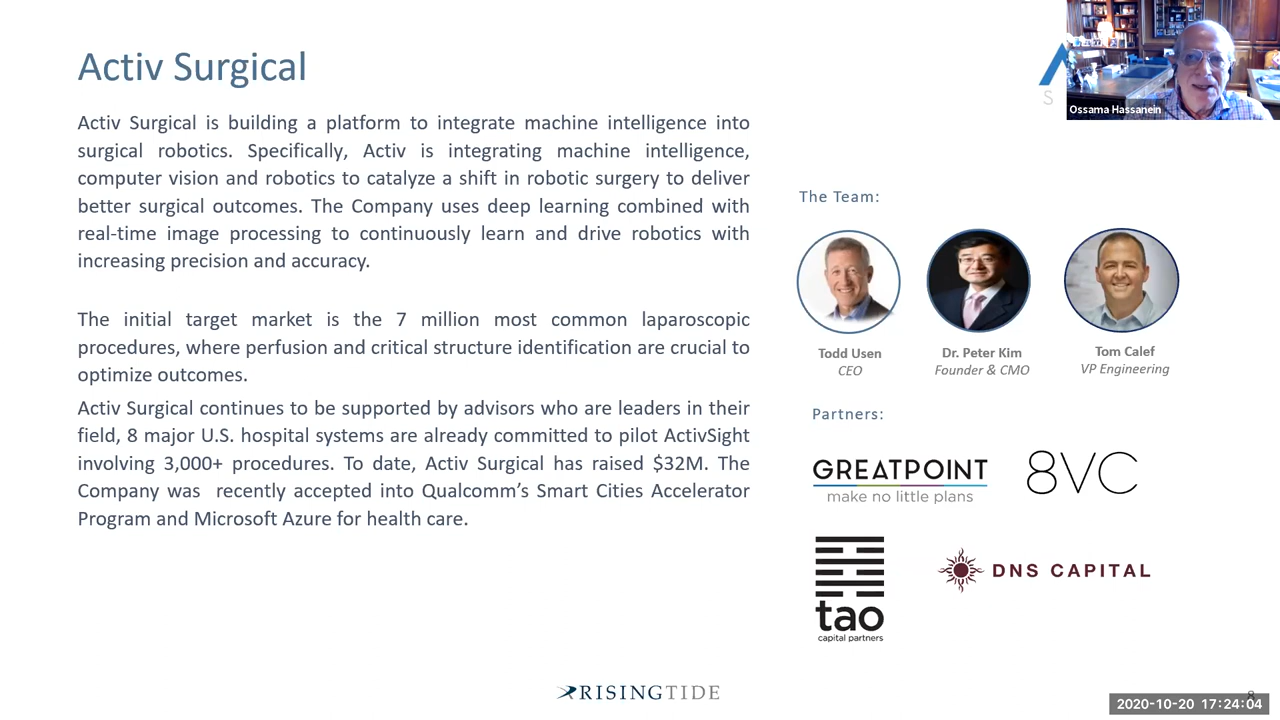 Activ Surgical
Activ Surgical is building a platform to integrate machine intelligence into
surgical robotics. Specifically, Activ is integrating machine intelligence,
computer vision and robotics to catalyze a shift in robotic surgery to deliver
better surgical outcomes. The Company uses deep learning combined with
real-time image processing to continuously learn and drive robotics with
increasing precision and accuracy.
The initial target market is the 7 million most common laparoscopic
procedures, where perfusion and critical structure identification are crucial to
optimize outcomes.
Activ Surgical continues to be supported by advisors who are leaders in their
field, 8 major U.S. hospital systems are already committed to pilot ActivSight
involving 3,000+ procedures. To date, Activ Surgical has raised $32M. The
Company was recently accepted into Qualcomm's Smart Cities Accelerator
Program and Microsoft Azure for health care.
S
Ossama Hassanein
The Team:
Todd Usen
CEO
Dr. Peter Kim
Founder & CMO
Tom Calef
VP Engineering
Partners:
GREATPOINT
make no little plans
8VC
tao
capital partners
DNS CAPITAL
RISINGTIDE
8
2020-10-20 17:24:04